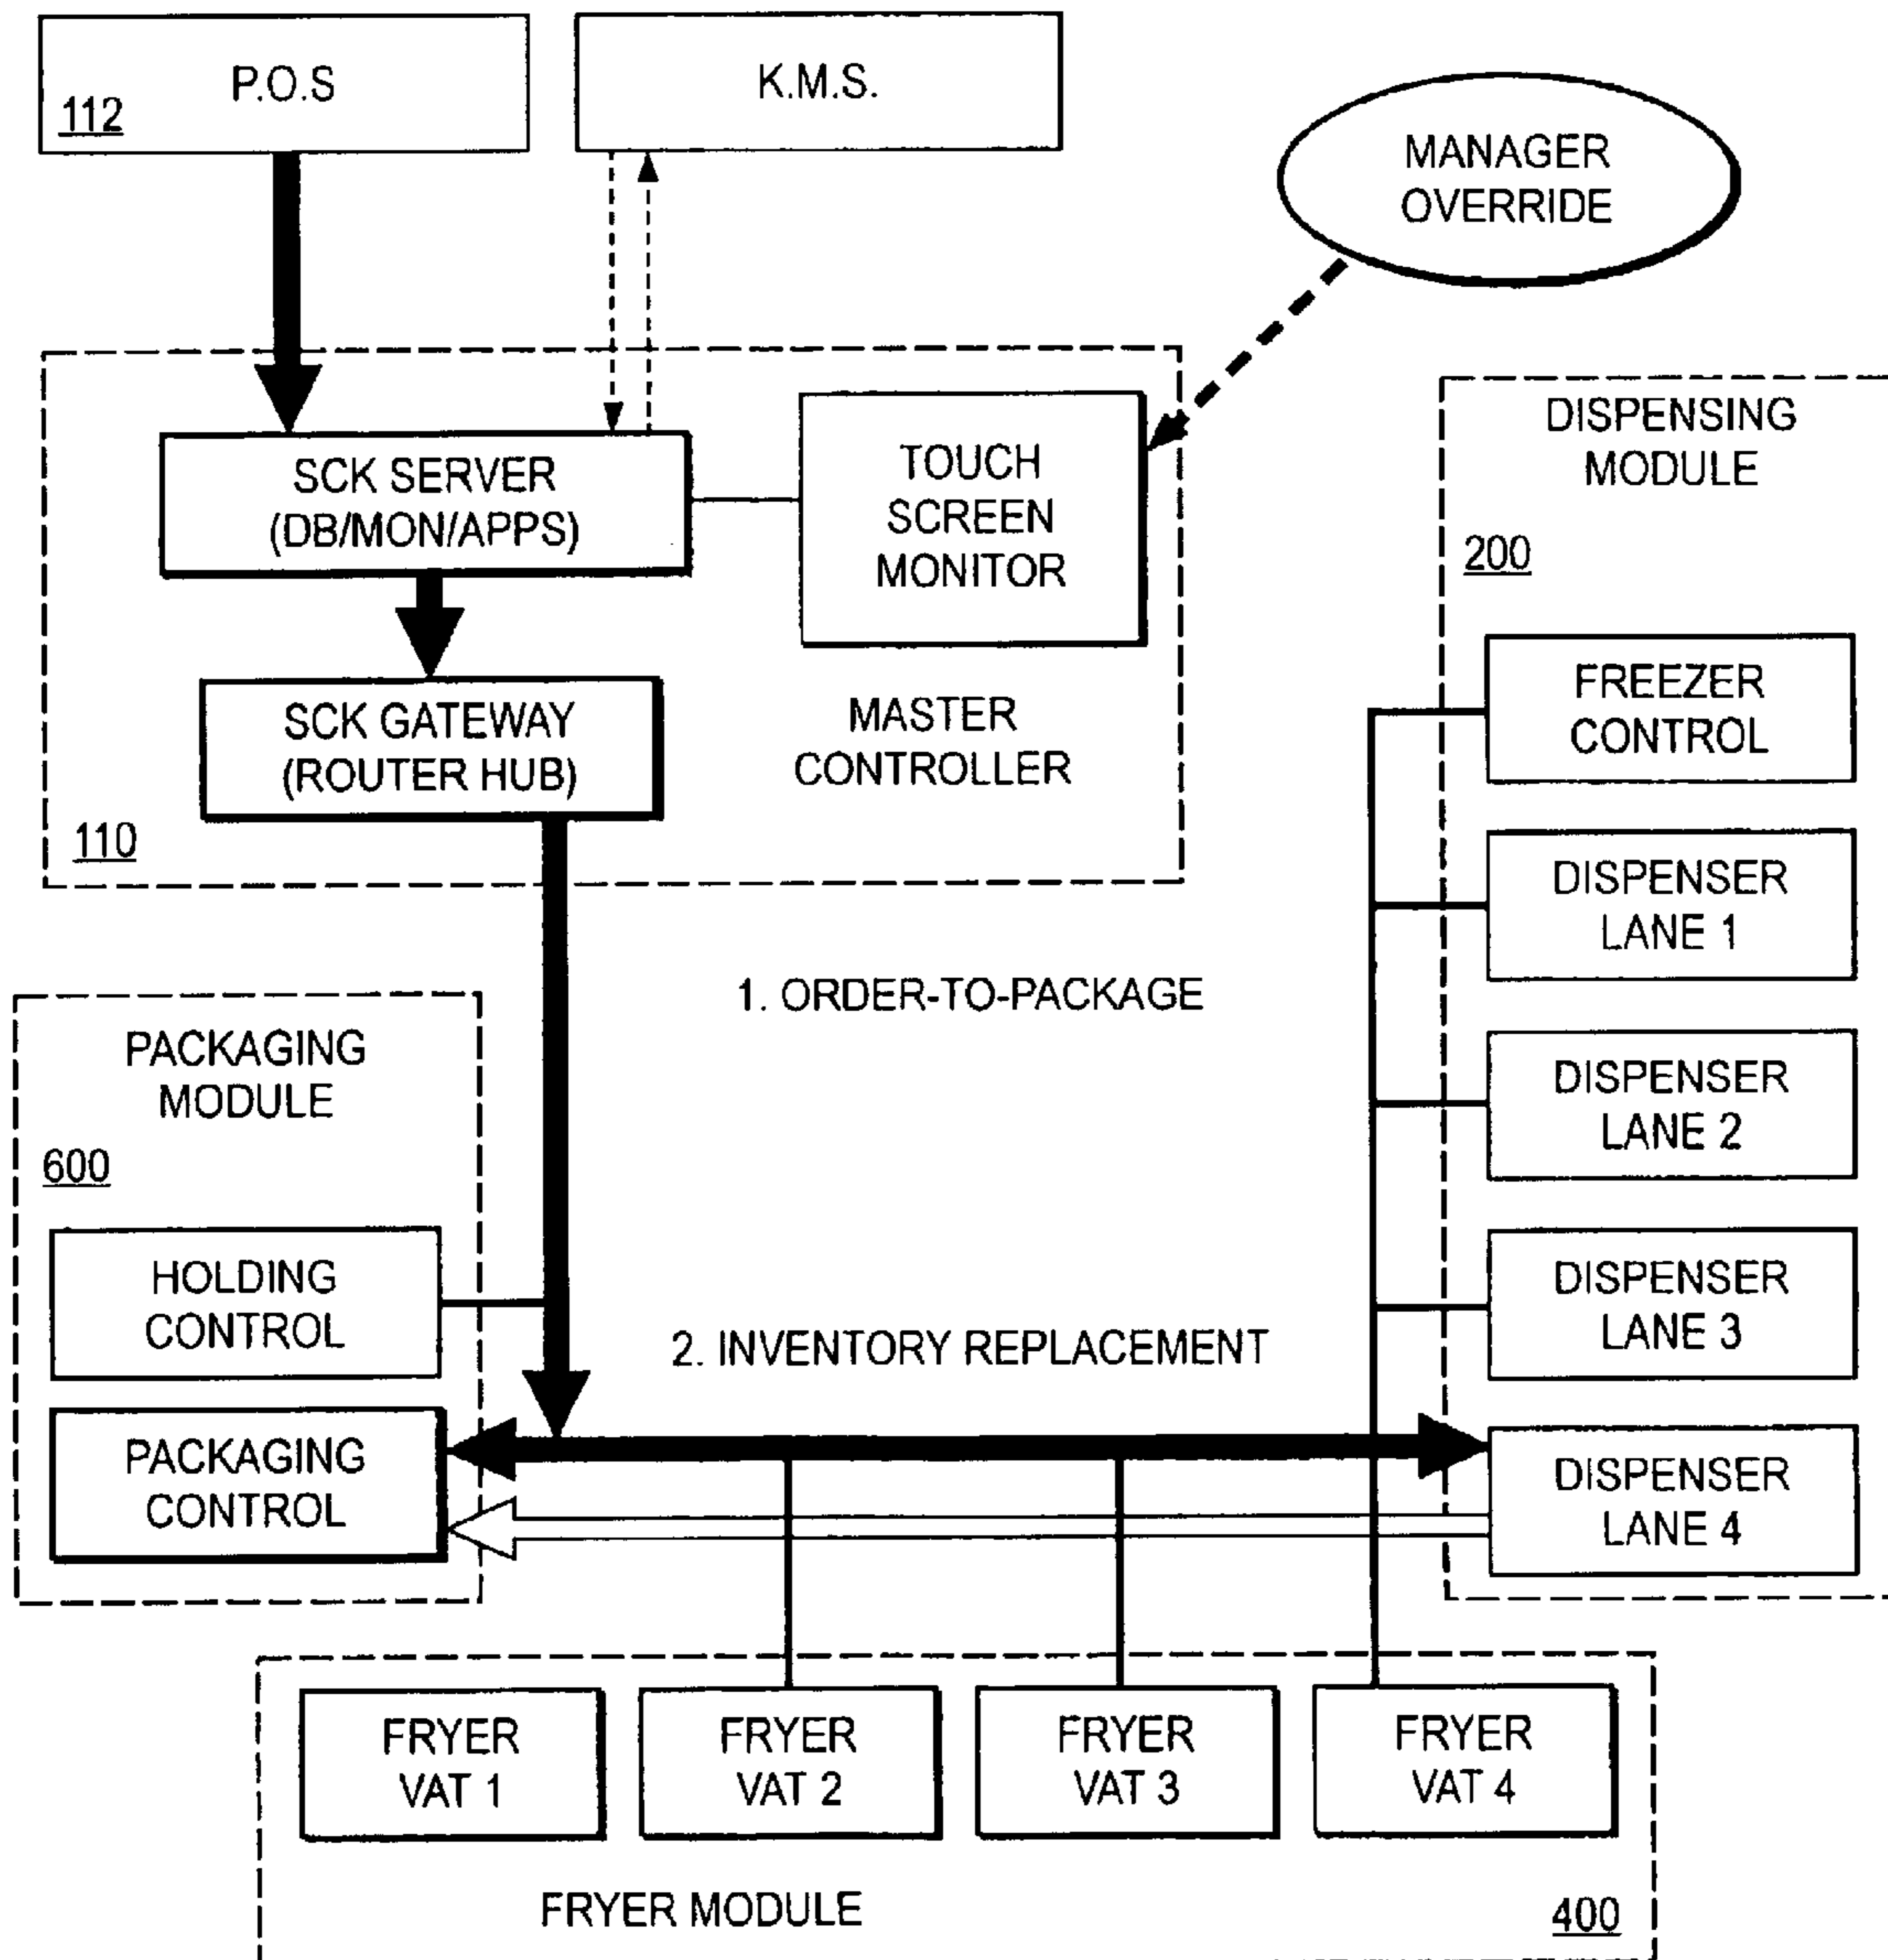 P.O.S
112
K.M.S.
MANAGER
OVERRIDE
SCK SERVER
(DB/MON/APPS)
TOUCH
SCREEN
MONITOR
SCK GATEWAY
(ROUTER HUB)
MASTER
CONTROLLER
110
DISPENSING
MODULE
200
FREEZER
CONTROL
DISPENSER
LANE 1
DISPENSER
LANE 2
DISPENSER
LANE 3
DISPENSER
LANE 4
1. ORDER-TO-PACKAGE
2. INVENTORY REPLACEMENT
PACKAGING
MODULE
600
HOLDING
CONTROL
PACKAGING
CONTROL
FRYER
VAT 1
FRYER
VAT 2
FRYER
VAT 3
FRYER
VAT 4
FRYER MODULE
400